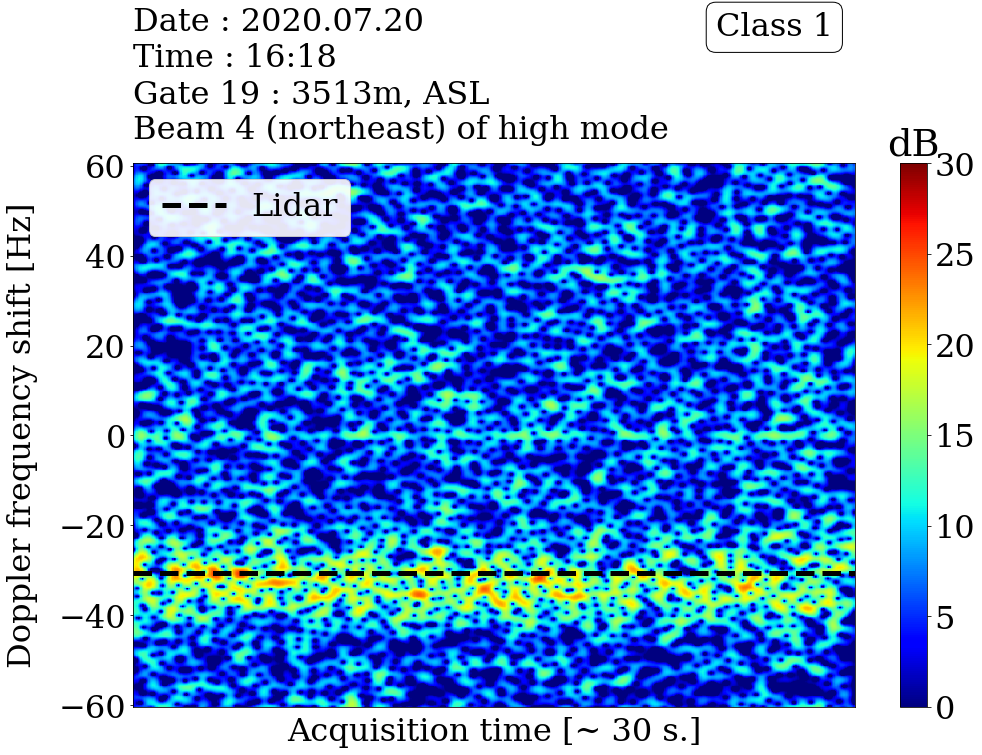 Date : 2020.07.20
Time : 16:18
Gate 19 : 3513m, ASL
Beam 4 (northeast) of high mode
Class 1
dB
Lidar
Doppler frequency shift [Hz]
60
40
20
0
−20
−40
−60
30
25
20
15
10
5
0
Acquisition time [~ 30 s.]